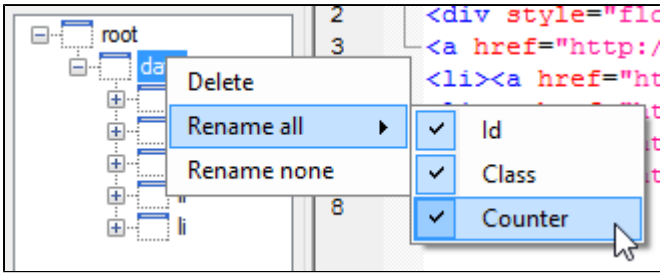 root
Delete
Rename all
Rename none
li
Id
Class
Counter
2
3
8
<div style="flo
<a href="http:/
<li><a href="ht